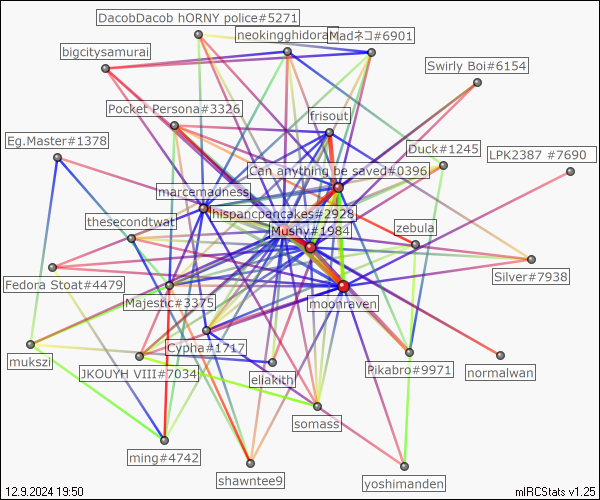 DacobDacob hORNY police#5271
neokingghidorah
Madネコ#6901
bigcitysamurai
Swirly Boi#6154
Pocket Persona#3326
frisout
Eg.Master#1378
Duck#1245
LPK2387 #7690
Can anything be saved#0396
marcemadness
hispancpancakes#2928
thesecondtwat
Mushy#1984
zebula
Fedora Stoat#4479
Silver#7938
Majestic#3375
moonraven
Cypha#1717
mukszi
JKOUYH VIII#7034
eliakith
Pikabro#9971
normalwan
somass
ming#4742
shawntee9
yoshimanden
12.9.2024 19:50
mIRCStats v1.25